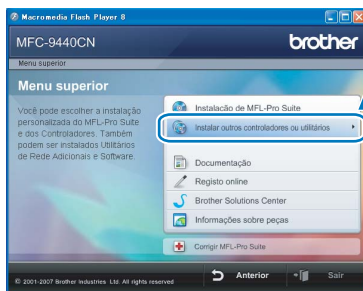 Macromedia Flash Player 8
MFC-9440CN
brother
Menu superior
Menu superior
Você pode escolher a instalação
personalizada do MFL-Pro Suite
e dos Controladores. Também
podem ser instalados Utilitários
de Rede Adicionais e Software.
Instalação de MFL-Pro Suite
Instalar outros controladores ou utilitários
Documentação
Registo online
Brother Solutions Center
Informações sobre peças
Corrigir MFL-Pro Suite
© 2001-2007 Brother Industries Ltd. All rights reserved
Anterior
Sair